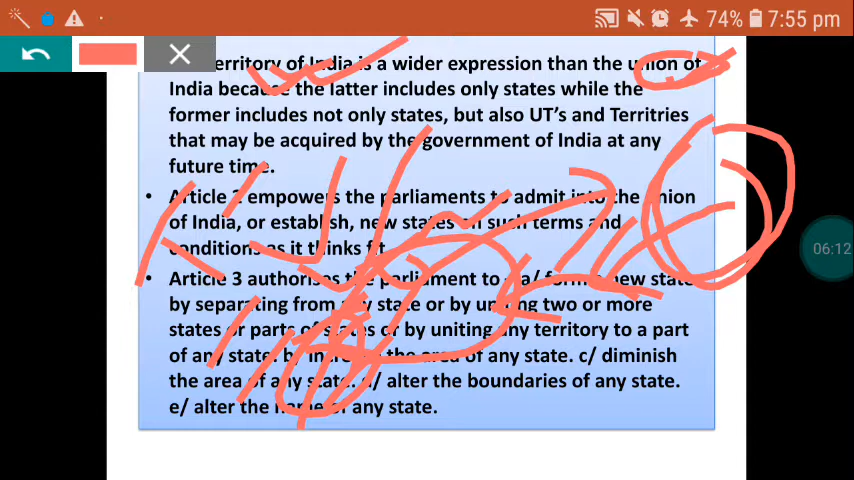 74% 7:55 pm
erritory of India is a wider expression than the union of
India because the latter includes only states while the
former includes not only states, but also UT's and Territries
that may be acquired by the government of India at any
future time.
• Article 2 empowers the parliaments to admit into the union
of India, or establish, new states on such terms and
conditions as it thinks fit
06:12
• Article 3 authorises the parliament to a/ form a new state
by separating from any state or by uniting two or more
states or parts of states or by uniting any territory to a part
of any state. b/ increase the area of any state. c/ diminish
the area of any state. d/ alter the boundaries of any state.
e/ alter the name of any state.